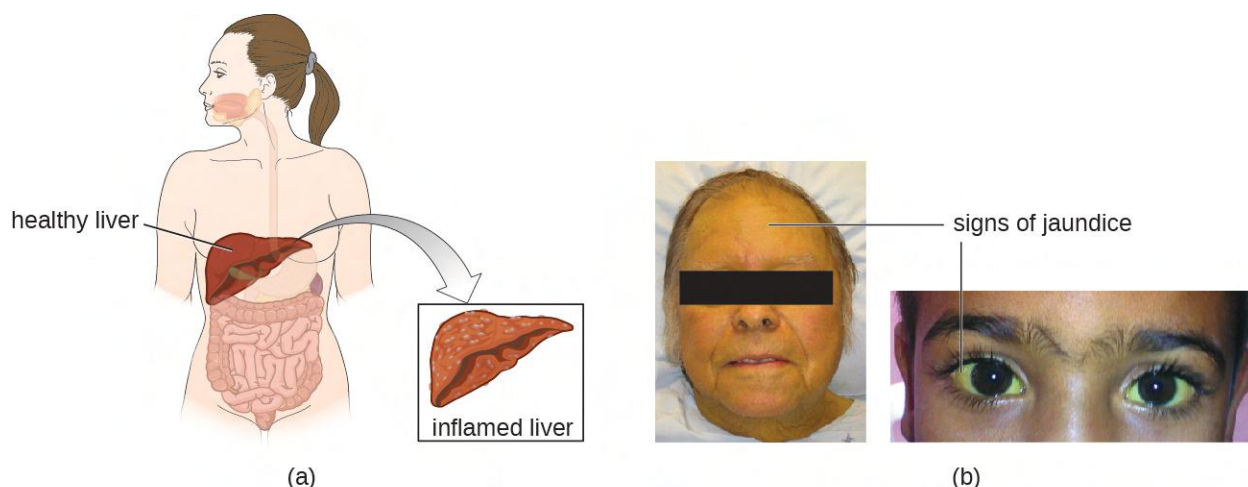 healthy liver
inflamed liver
(a)
signs of jaundice
(b)